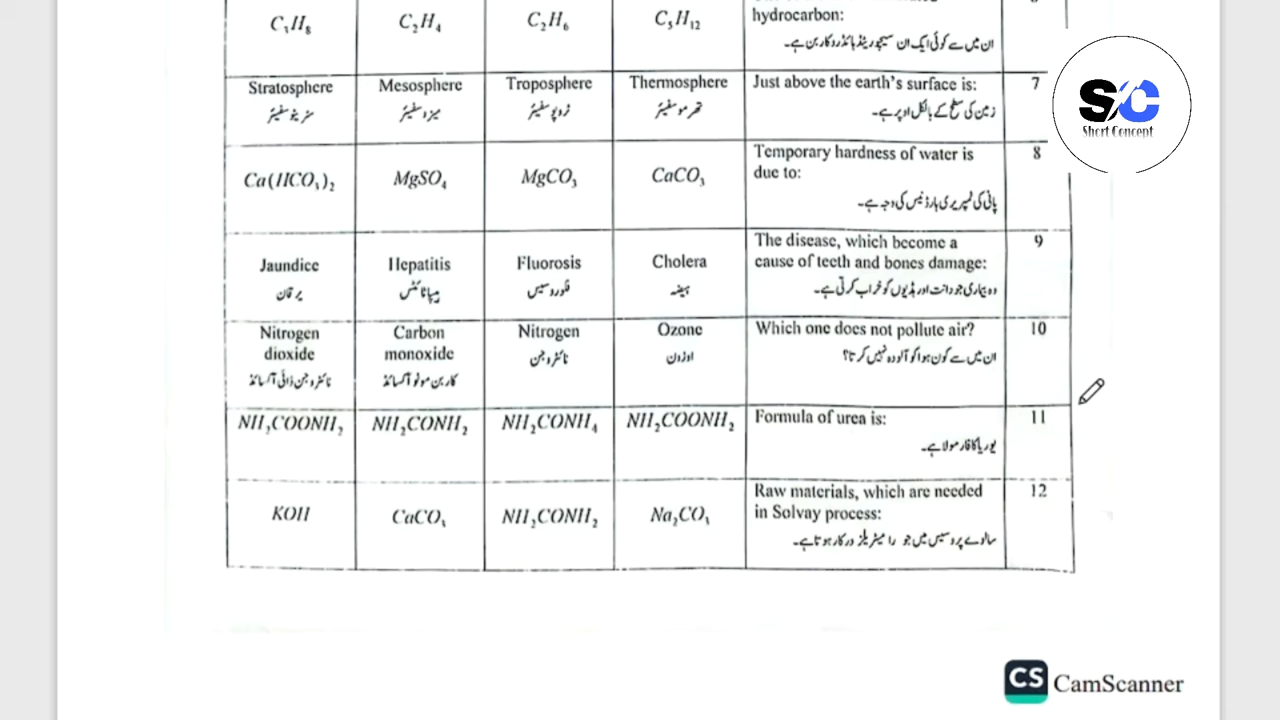 C₃H₈ C₂H₄ C₂H₆ C₅H₁₂
hydrocarbon:
ان میں سے کوئی ایک ان سیچوریٹڈ ہائڈروکاربن ہے۔
Stratosphere Mesosphere Troposphere Thermosphere Just above the earth's surface is: 7
سٹریٹوسفیئر میزوسفیئر ٹروپوسفیئر تھرموسفیئر زمین کی سطح کے بالکل اوپر ہے۔
Temporary hardness of water is 8
due to:
Ca(HCO₃)₂ MgSO₄ MgCO₃ CaCO₃
پانی کی ٹمپریری ہارڈنیس کی وجہ ہے۔
The disease, which become a 9
cause of teeth and bones damage:
Jaundice Hepatitis Fluorosis Cholera
یرقان ہیپاٹائٹس فلوروسیس ہیضہ وہ بیماری جو دانت اور ہڈیوں کو خراب کرتی ہے۔
Nitrogen Carbon Nitrogen Ozone Which one does not pollute air? 10
dioxide monoxide نائٹروجن اوزون ان میں سے کون ہوا کو آلودہ نہیں کرتا؟
نائٹروجن ڈائی آکسائڈ کاربن مونو آکسائڈ
NH₂COONH₂ NH₂CONH₂ NH₂CONH₄ NH₂COONH₂ Formula of urea is: 11
یوریا کا فارمولا ہے۔
Raw materials, which are needed 12
in Solvay process:
KOH CaCO₃ NH₂CONH₂ Na₂CO₃
سالوے پروسیس میں جو را میٹریلز درکار ہوتا ہے۔
S/C
Short Concept
CS CamScanner